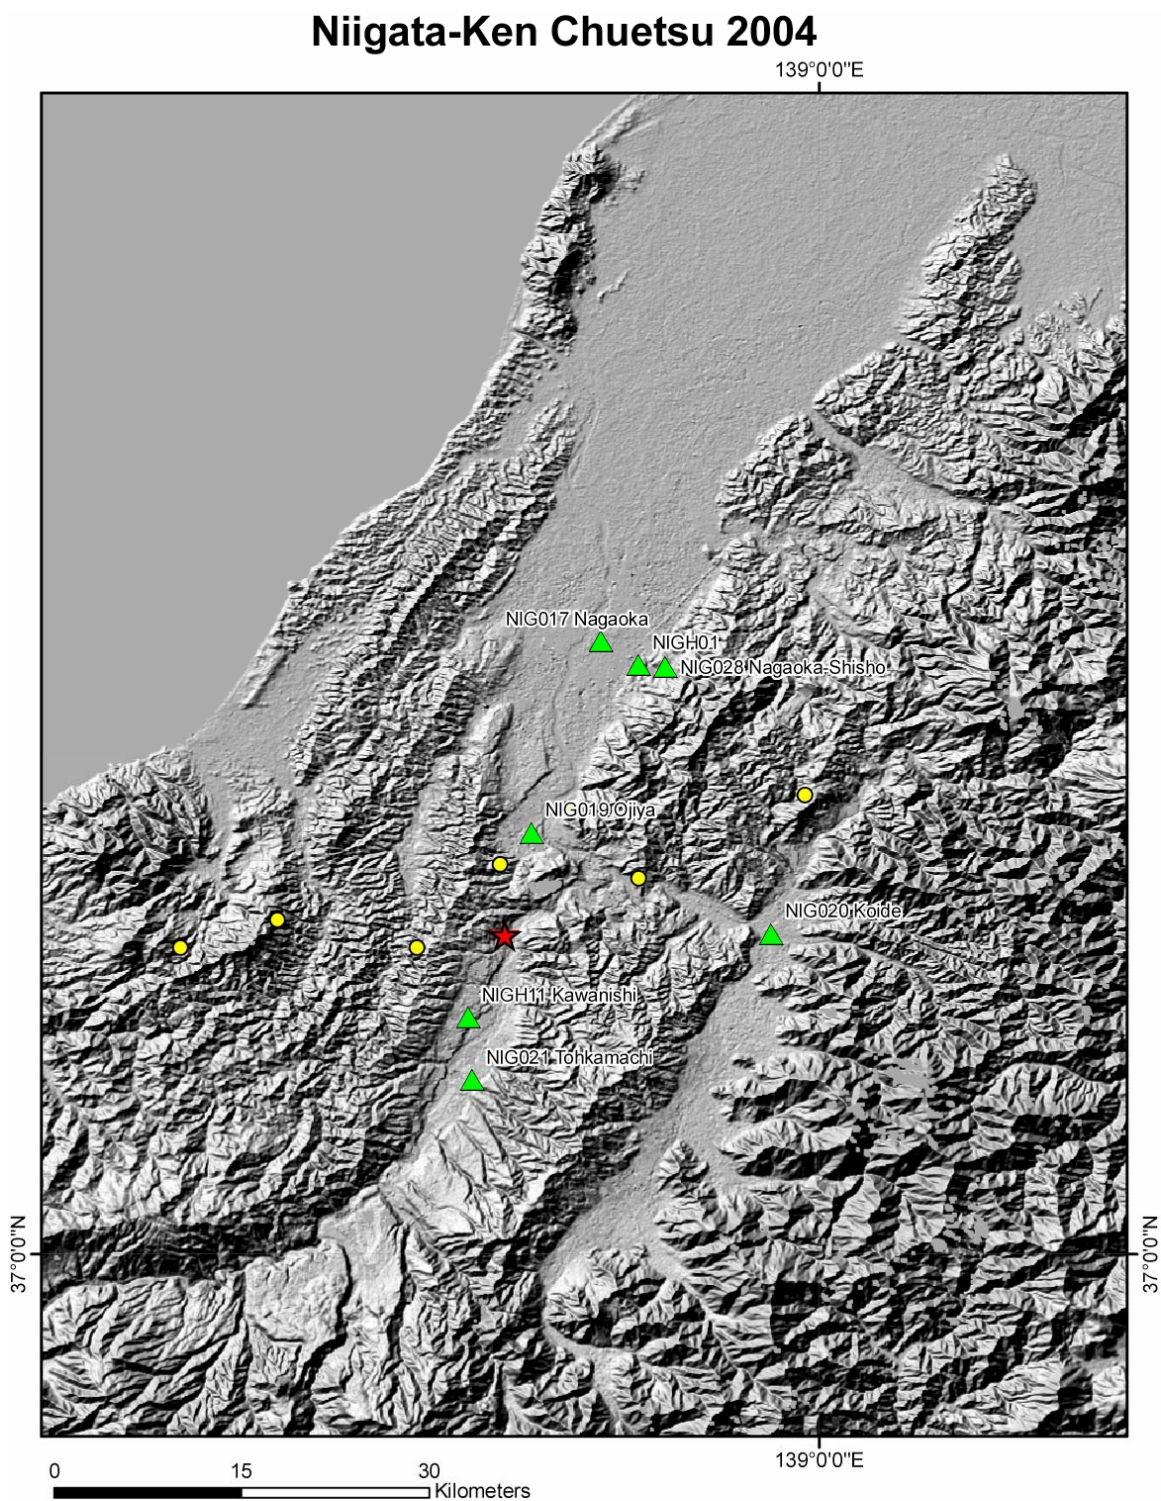 Niigata-Ken Chuetsu 2004
139°0'0"E
NIG017 Nagaoka
NIGH01
NIG028 Nagaoka-Shisho
NIG019 Ojiya
NIG020 Koide
NIGH11 Kawanishi
NIG021 Tohkamachi
37°0'0"N
37°0'0"N
139°0'0"E
0 15 30
Kilometers